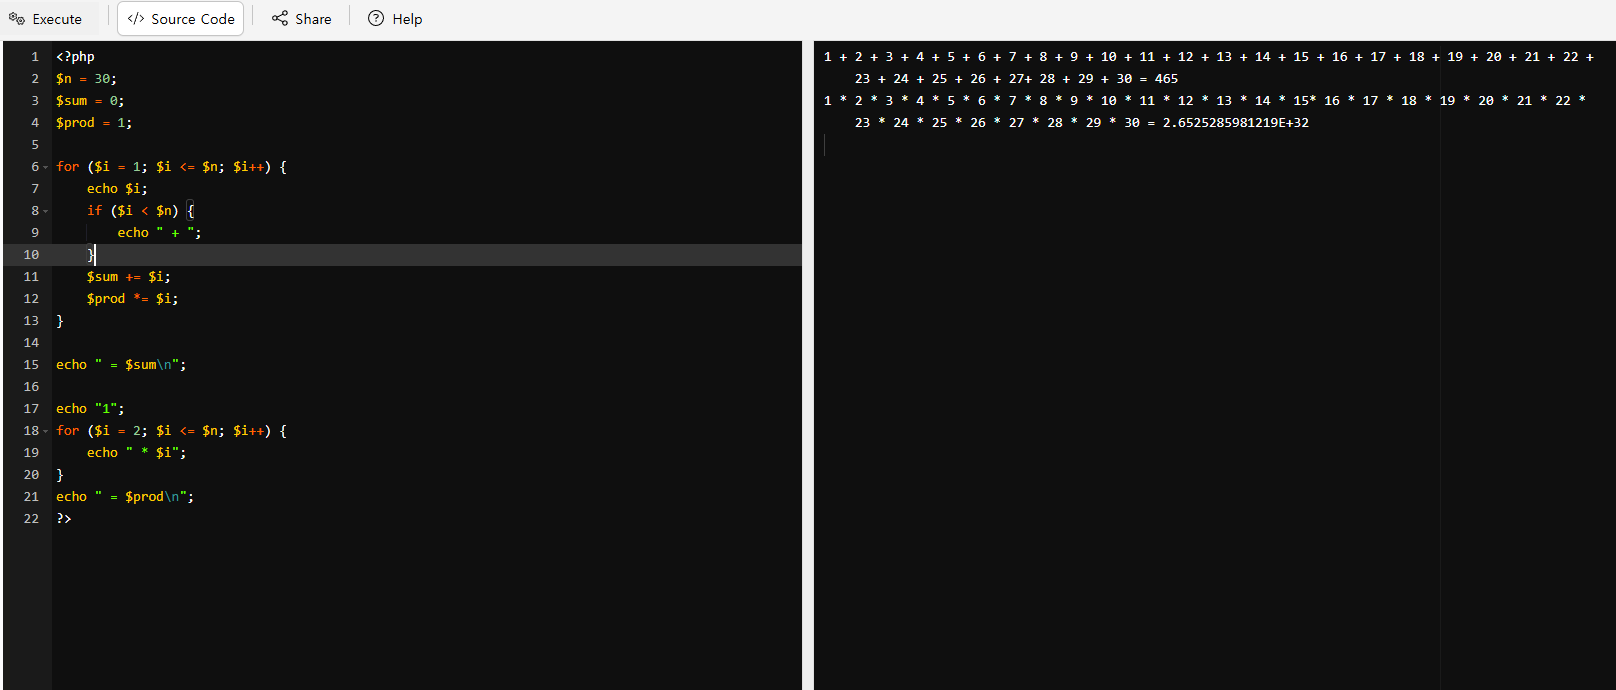 Execute </> Source Code Share Help
1 <?php
2 $n = 30;
3 $sum = 0;
4 $prod = 1;
5
6 for ($i = 1; $i <= $n; $i++) {
7     echo $i;
8     if ($i < $n) {
9         echo " + ";
10     }
11     $sum += $i;
12     $prod *= $i;
13 }
14
15 echo " = $sum\n";
16
17 echo "1";
18 for ($i = 2; $i <= $n; $i++) {
19     echo " * $i";
20 }
21 echo " = $prod\n";
22 ?>
1 + 2 + 3 + 4 + 5 + 6 + 7 + 8 + 9 + 10 + 11 + 12 + 13 + 14 + 15 + 16 + 17 + 18 + 19 + 20 + 21 + 22 +
23 + 24 + 25 + 26 + 27+ 28 + 29 + 30 = 465
1 * 2 * 3 * 4 * 5 * 6 * 7 * 8 * 9 * 10 * 11 * 12 * 13 * 14 * 15* 16 * 17 * 18 * 19 * 20 * 21 * 22 *
23 * 24 * 25 * 26 * 27 * 28 * 29 * 30 = 2.6525285981219E+32